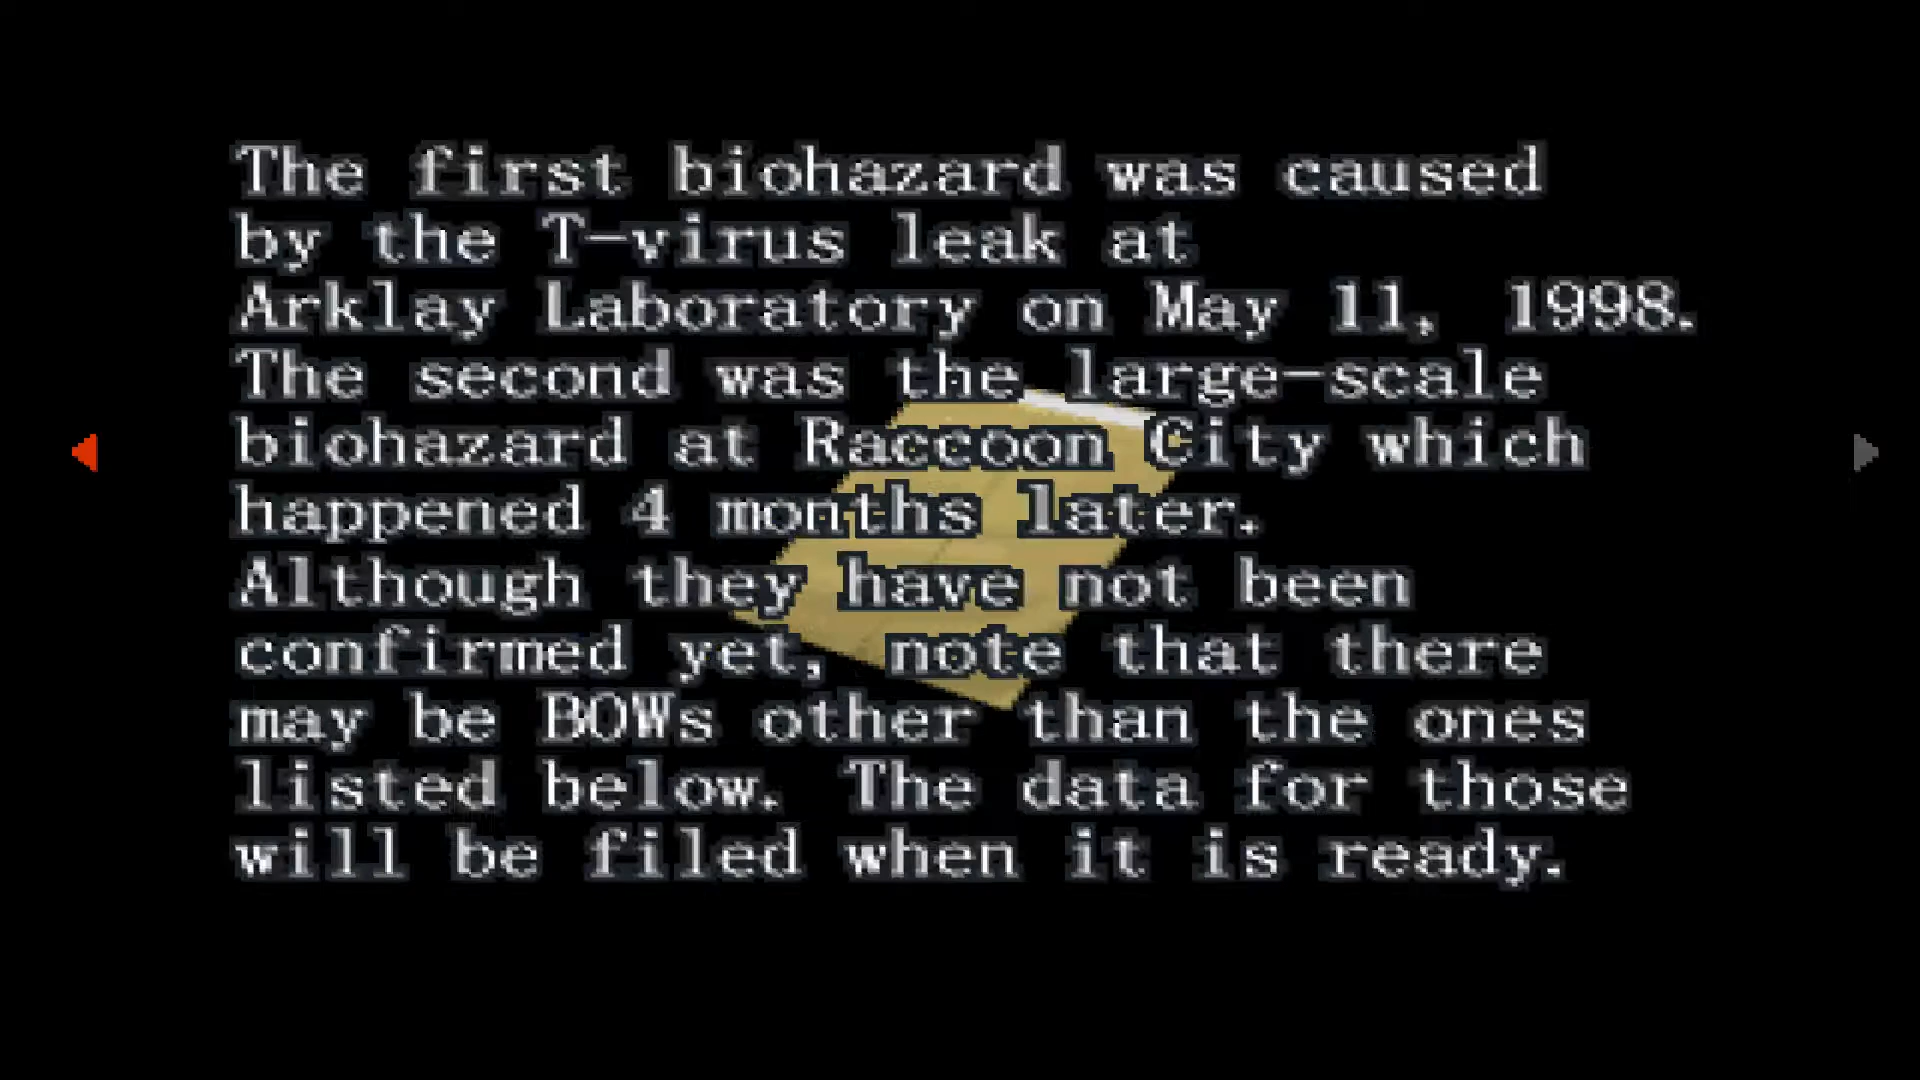 The first biohazard was caused
by the T-virus leak at
Arklay Laboratory on May 11, 1998.
The second was the large-scale
biohazard at Raccoon City which
happened 4 months later.
Although they have not been
confirmed yet, note that there
may be BOWs other than the ones
listed below. The data for those
will be filed when it is ready.